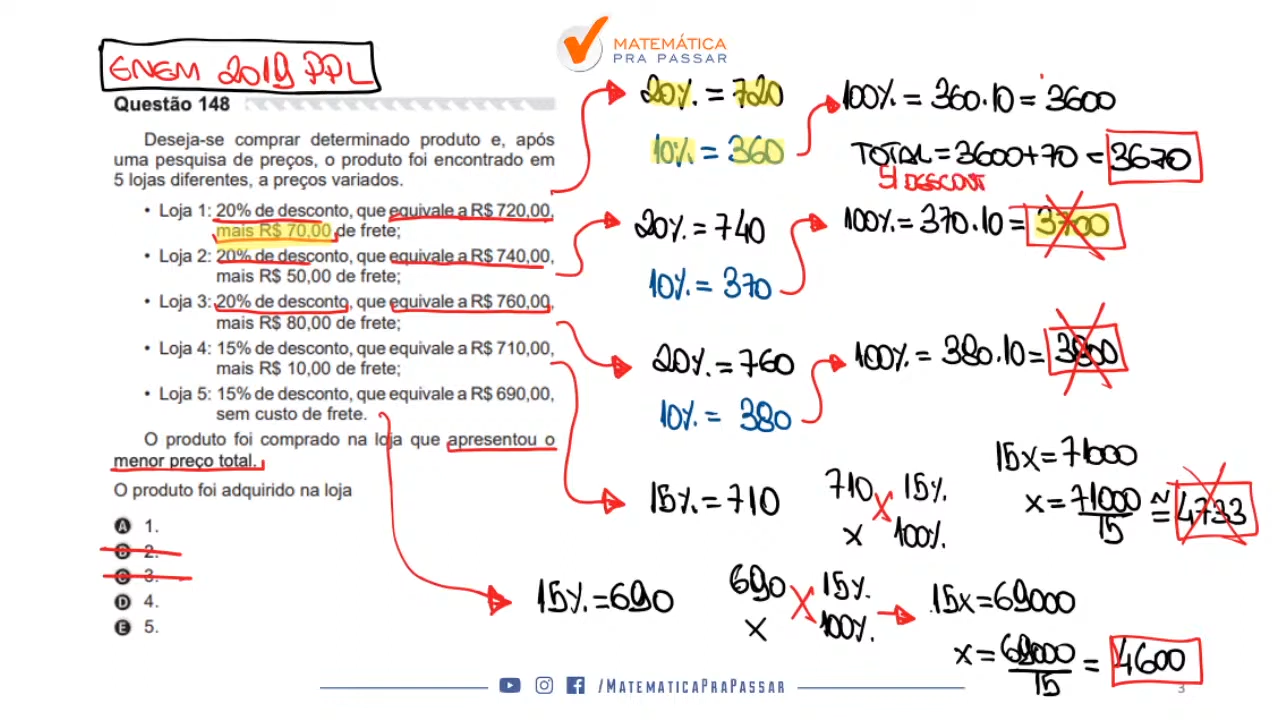 ENEM 2019 PPL
MATEMÁTICA
PRA PASSAR
Questão 148
Deseja-se comprar determinado produto e, após
uma pesquisa de preços, o produto foi encontrado em
5 lojas diferentes, a preços variados.
• Loja 1: 20% de desconto, que equivale a R$ 720,00,
mais R$ 70,00 de frete;
• Loja 2: 20% de desconto, que equivale a R$ 740,00,
mais R$ 50,00 de frete;
• Loja 3: 20% de desconto, que equivale a R$ 760,00,
mais R$ 80,00 de frete;
• Loja 4: 15% de desconto, que equivale a R$ 710,00,
mais R$ 10,00 de frete;
• Loja 5: 15% de desconto, que equivale a R$ 690,00,
sem custo de frete.
O produto foi comprado na loja que apresentou o
menor preço total.
O produto foi adquirido na loja
A 1.
B 2.
C 3.
D 4.
E 5.
20% = 720
10% = 360
100% = 360.10 = 3600
TOTAL = 3600+70 = 3670
S/ DESCONT
20% = 740
10% = 370
100% = 370.10 = 3700
20% = 760
10% = 380
100% = 380.10 = 3800
15% = 710
710 15%
x 100%
15x = 71000
x = 71000/15 ≅ 4733
15% = 690
690 15%
x 100%
15x = 69000
x = 69000/15 = 4600
/MATEMATICAPRAPASSAR
3